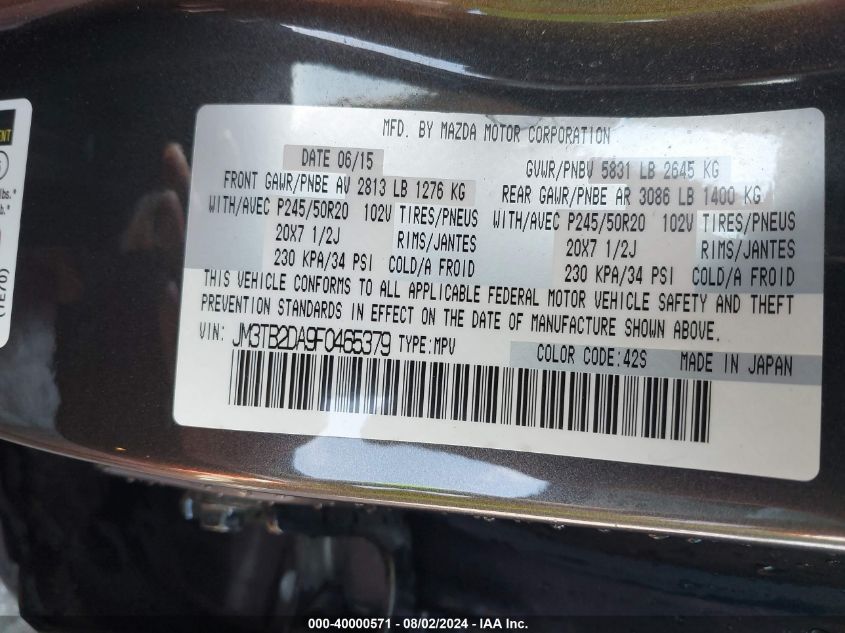 MFD. BY MAZDA MOTOR CORPORATION
DATE 06/15 GVWR/PNBV 5831 LB 2645 KG
FRONT GAWR/PNBE AV 2813 LB 1276 KG REAR GAWR/PNBE AR 3086 LB 1400 KG
WITH/AVEC P245/50R20 102V TIRES/PNEUS WITH/AVEC P245/50R20 102V TIRES/PNEUS
20X7 1/2J RIMS/JANTES 20X7 1/2J RIMS/JANTES
230 KPA/34 PSI COLD/A FROID 230 KPA/34 PSI COLD/A FROID
THIS VEHICLE CONFORMS TO ALL APPLICABLE FEDERAL MOTOR VEHICLE SAFETY AND THEFT
PREVENTION STANDARDS IN EFFECT ON THE DATE OF MANUFACTURE SHOWN ABOVE.
VIN: JM3TB2DA9F0465379 TYPE:MPV
COLOR CODE:42S MADE IN JAPAN
lbs.*
lb.*
(1E70)
000-40000571 - 08/02/2024 - IAA Inc.